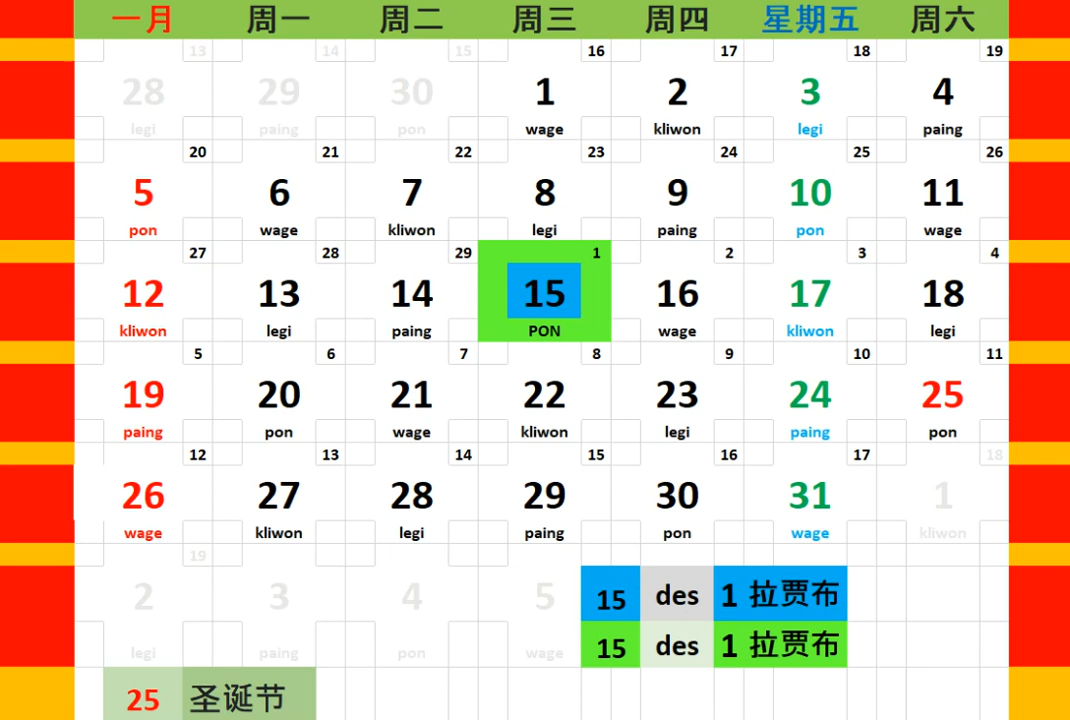 一月 周一 周二 周三 周四 星期五 周六
13 14 15 16 17 18 19
28 29 30 1 2 3 4
legi paing pon wage kliwon legi paing
20 21 22 23 24 25 26
5 6 7 8 9 10 11
pon wage kliwon legi paing pon wage
27 28 29 1 2 3 4
12 13 14 15 16 17 18
kliwon legi paing PON wage kliwon legi
5 6 7 8 9 10 11
19 20 21 22 23 24 25
paing pon wage kliwon legi paing pon
12 13 14 15 16 17 18
26 27 28 29 30 31 1
wage kliwon legi paing pon wage kliwon
19
2 3 4 5 15 des 1 拉贾布
legi paing pon wage 15 des 1 拉贾布
25 圣诞节